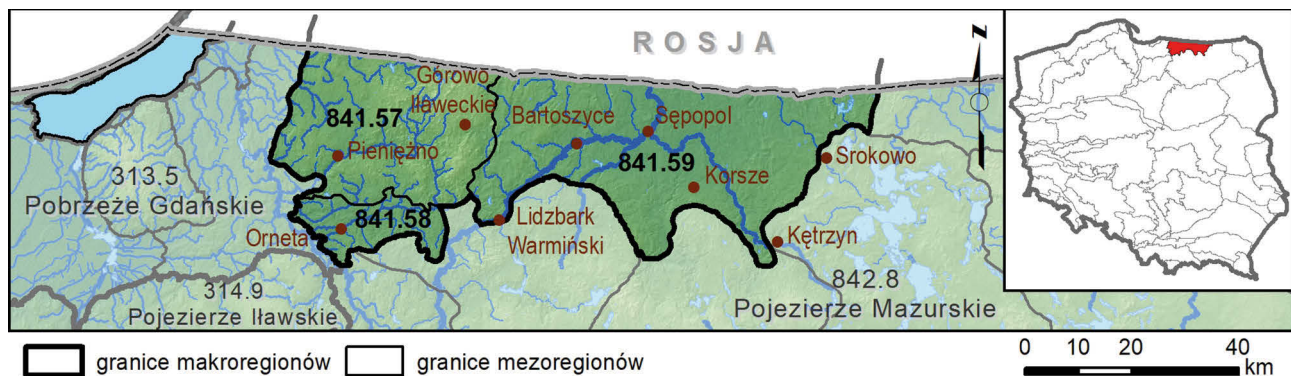 ROSJA
N
Górowo
Iławeckie
841.57
Bartoszyce
Sępopol
Pieniężno
841.59
Srokowo
313.5
Pobrzeże Gdańskie
Korsze
841.58
Orneta
Lidzbark
Warmiński
Kętrzyn
314.9
Pojezierze Iławskie
842.8
Pojezierze Mazurskie
granice makroregionów
granice mezoregionów
0 10 20 40
km